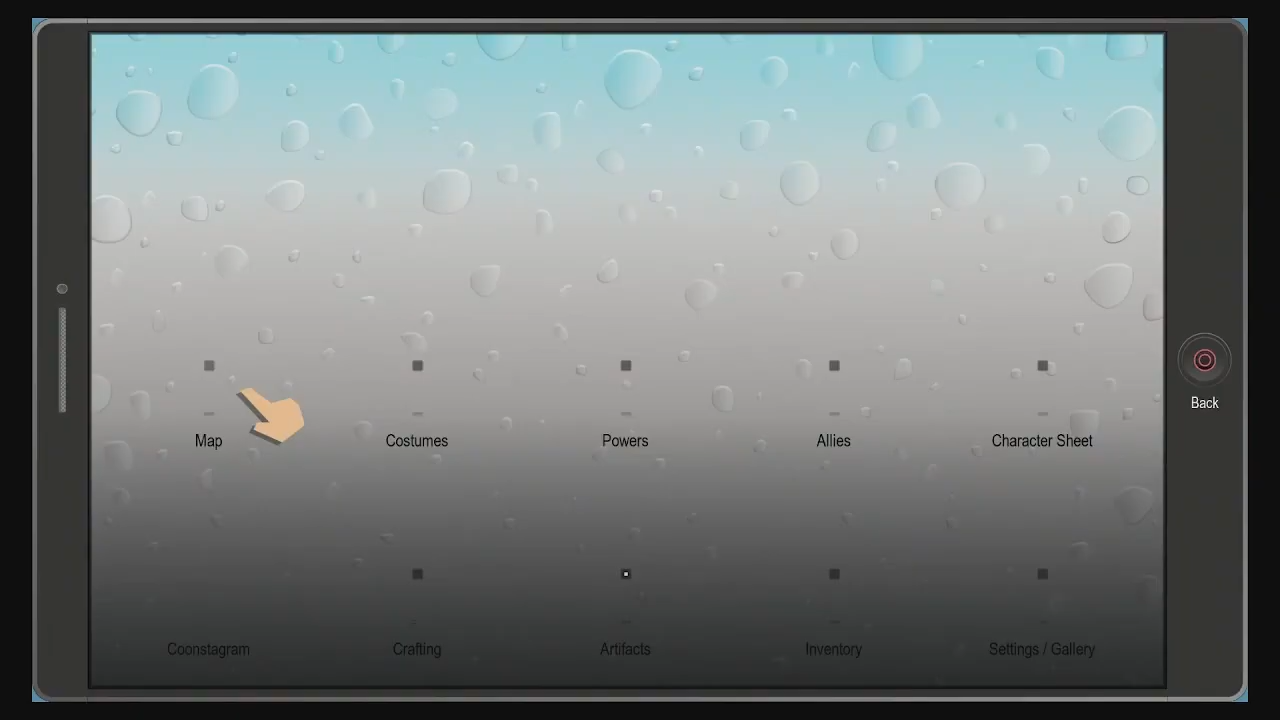 Map Costumes Powers Allies Character Sheet
Back
Coonstagram Crafting Artifacts Inventory Settings / Gallery